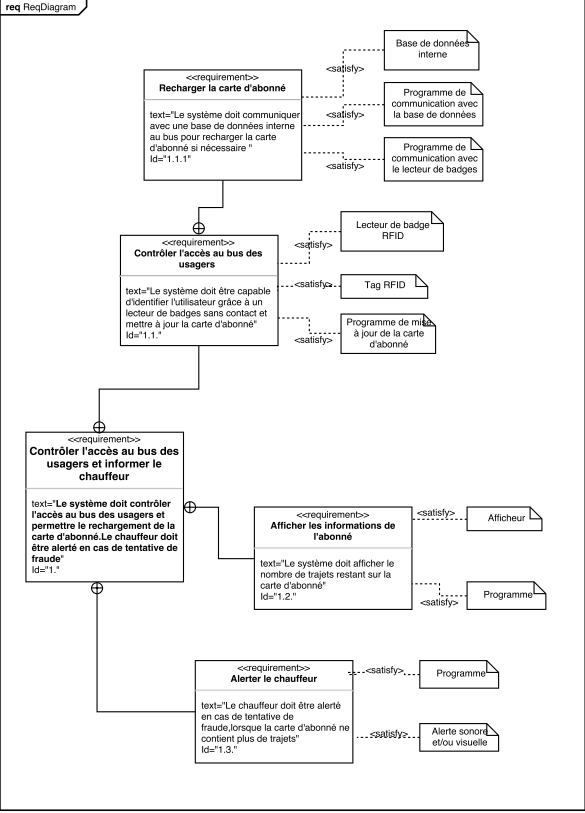 req ReqDiagram
Base de données
interne
<satisfy>
<<requirement>>
Recharger la carte d'abonné
text="Le système doit communiquer
avec une base de données interne
au bus pour recharger la carte
d'abonné si nécessaire "
Id="1.1.1"
Programme de
communication avec
la base de données
<satisfy>
Programme de
communication avec
le lecteur de badges
<satisfy>
Lecteur de badge
RFID
<satisfy>
<<requirement>>
Contrôler l'accès au bus des
usagers
text="Le système doit être capable
d'identifier l'utilisateur grâce à un
lecteur de badges sans contact et
mettre à jour la carte d'abonné"
Id="1.1."
<satisfy>
Tag RFID
Programme de mise
à jour de la carte
d'abonné
<satisfy>
<<requirement>>
Contrôler l'accès au bus des
usagers et informer le
chauffeur
text="Le système doit contrôler
l'accès au bus des usagers et
permettre le rechargement de la
carte d'abonné.Le chauffeur doit
être alerté en cas de tentative de
fraude"
Id="1."
<<requirement>>
Afficher les informations de
l'abonné
text="Le système doit afficher le
nombre de trajets restant sur la
carte d'abonné"
Id="1.2."
<satisfy>
Afficheur
Programme
<satisfy>
<<requirement>>
Alerter le chauffeur
text="Le chauffeur doit être alerté
en cas de tentative de
fraude,lorsque la carte d'abonné ne
contient plus de trajets"
Id="1.3."
<satisfy>
Programme
<satisfy>
Alerte sonore
et/ou visuelle